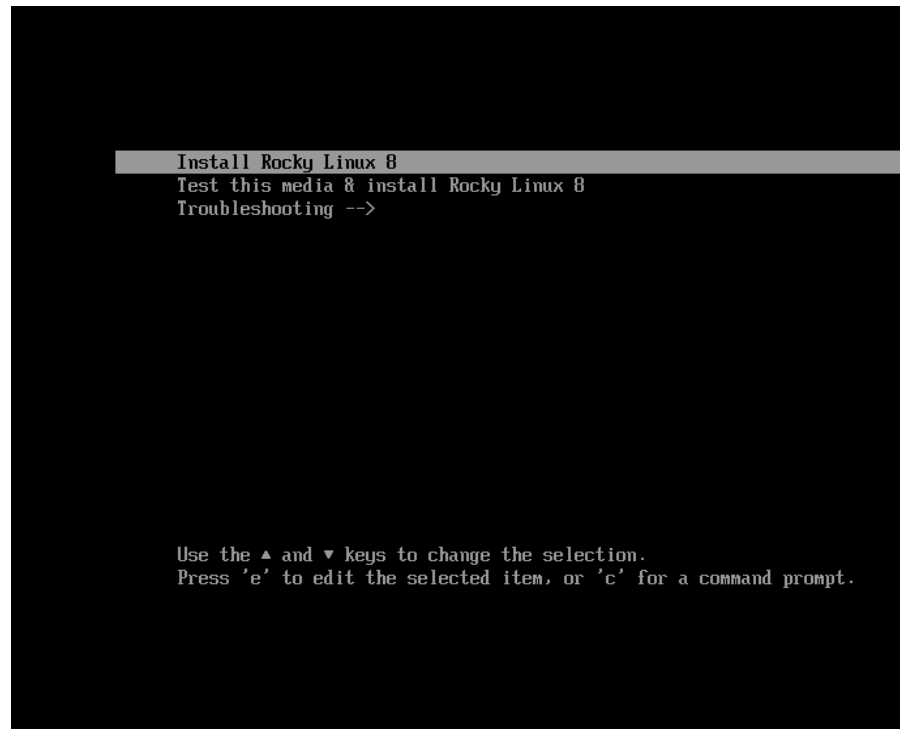 Install Rocky Linux 8
Test this media & install Rocky Linux 8
Troubleshooting -->
Use the ▲ and ▼ keys to change the selection.
Press 'e' to edit the selected item, or 'c' for a command prompt.